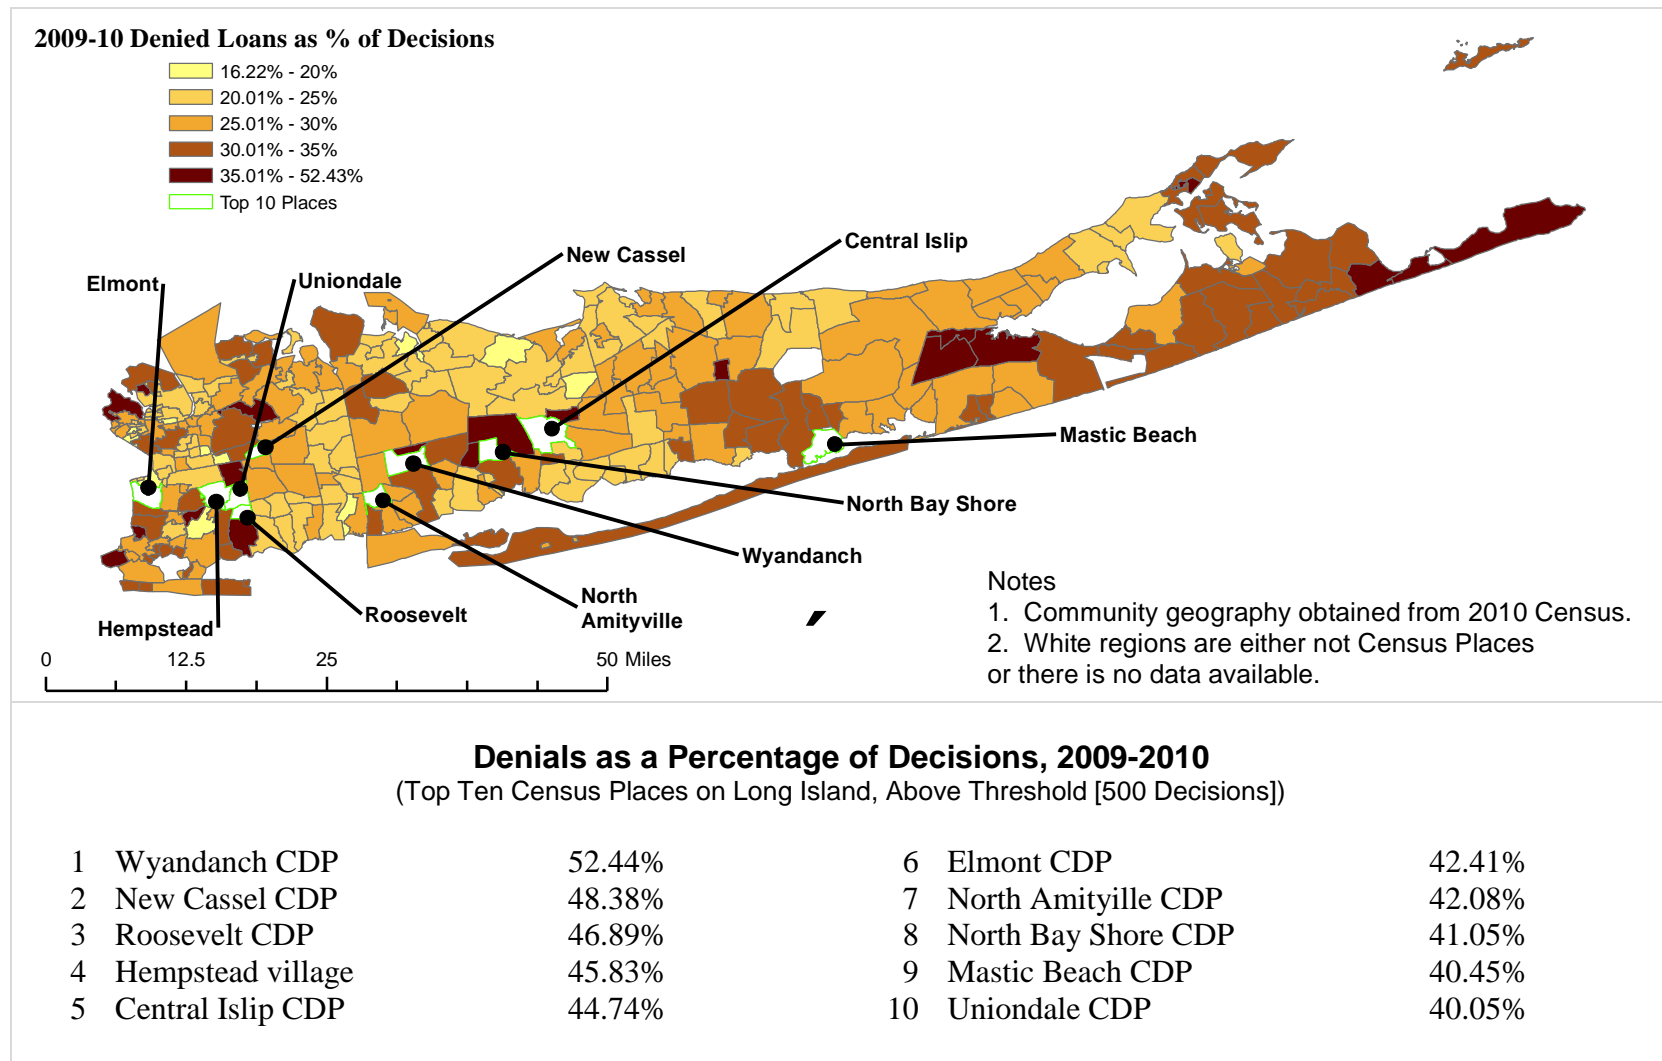 2009-10 Denied Loans as % of Decisions
16.22% - 20%
20.01% - 25%
25.01% - 30%
30.01% - 35%
35.01% - 52.43%
Top 10 Places
Elmont
Uniondale
New Cassel
Central Islip
Mastic Beach
North Bay Shore
Wyandanch
North
Amityville
Roosevelt
Hempstead
0 12.5 25 50 Miles
Notes
1. Community geography obtained from 2010 Census.
2. White regions are either not Census Places
or there is no data available.
Denials as a Percentage of Decisions, 2009-2010
(Top Ten Census Places on Long Island, Above Threshold [500 Decisions])
1 Wyandanch CDP 52.44%
2 New Cassel CDP 48.38%
3 Roosevelt CDP 46.89%
4 Hempstead village 45.83%
5 Central Islip CDP 44.74%
6 Elmont CDP 42.41%
7 North Amityille CDP 42.08%
8 North Bay Shore CDP 41.05%
9 Mastic Beach CDP 40.45%
10 Uniondale CDP 40.05%